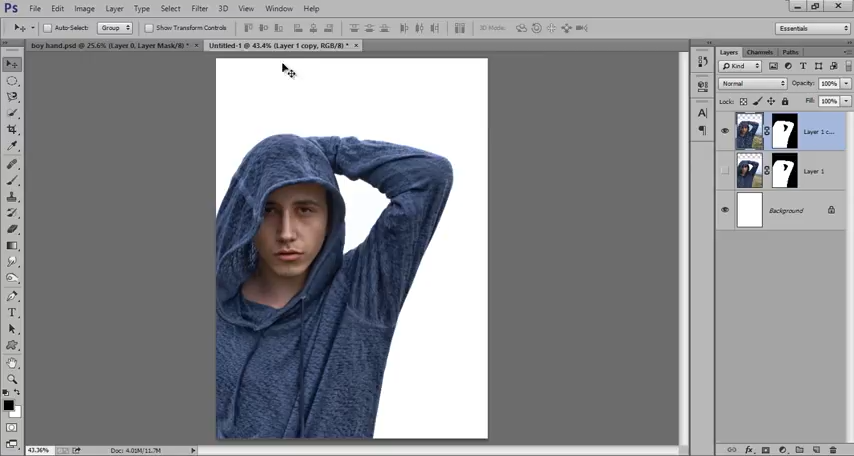 Ps File Edit Image Layer Type Select Filter 3D View Window Help
Auto-Select: Group Show Transform Controls 3D Mode: Essentials
boy hand.psd @ 25.6% (Layer 0, Layer Mask/8) * × Untitled-1 @ 43.4% (Layer 1 copy, RGB/8) * ×
Layers Channels Paths
Kind
Normal Opacity: 100%
Lock: Fill: 100%
Layer 1 c...
Layer 1
Background
A
T
43.36% Doc: 4.01M/11.7M
fx